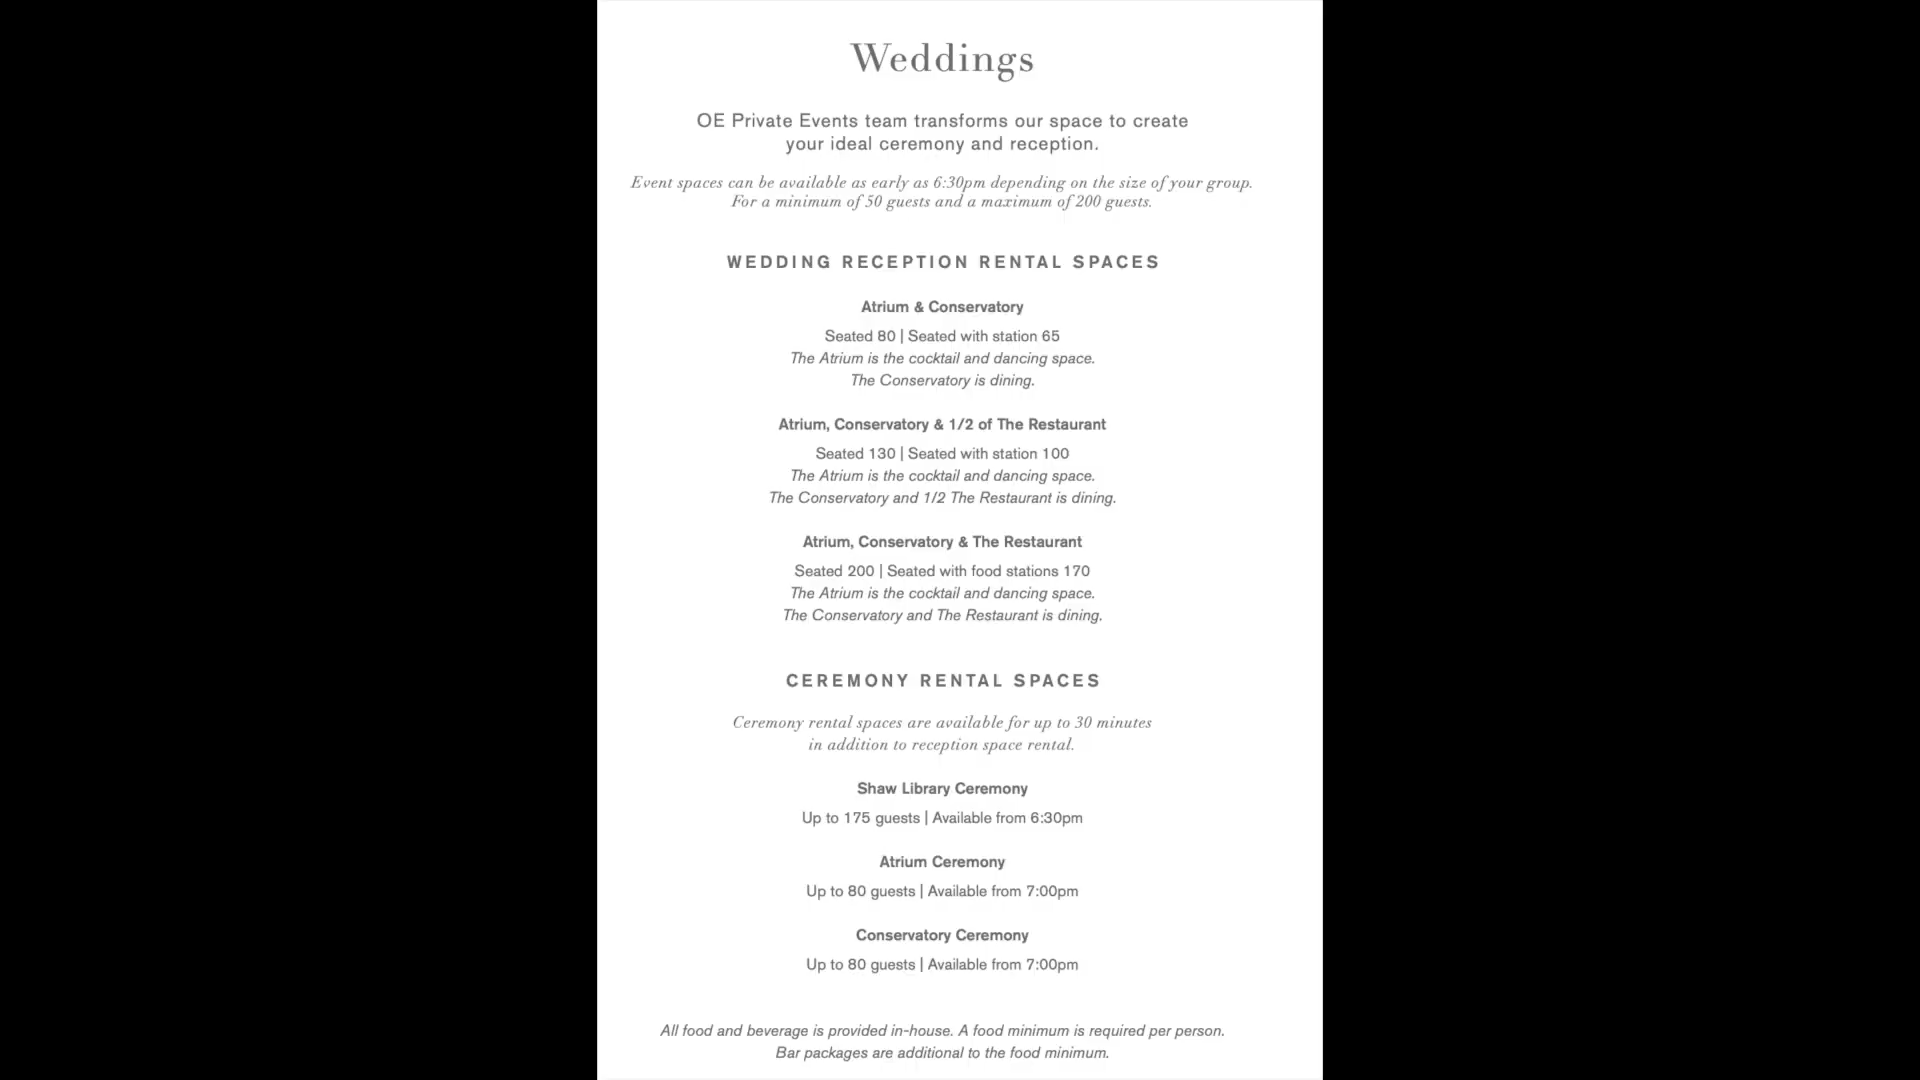 Weddings
OE Private Events team transforms our space to create
your ideal ceremony and reception.
Event spaces can be available as early as 6:30pm depending on the size of your group.
For a minimum of 50 guests and a maximum of 200 guests.
WEDDING RECEPTION RENTAL SPACES
Atrium & Conservatory
Seated 80 | Seated with station 65
The Atrium is the cocktail and dancing space.
The Conservatory is dining.
Atrium, Conservatory & 1/2 of The Restaurant
Seated 130 | Seated with station 100
The Atrium is the cocktail and dancing space.
The Conservatory and 1/2 The Restaurant is dining.
Atrium, Conservatory & The Restaurant
Seated 200 | Seated with food stations 170
The Atrium is the cocktail and dancing space.
The Conservatory and The Restaurant is dining.
CEREMONY RENTAL SPACES
Ceremony rental spaces are available for up to 30 minutes
in addition to reception space rental.
Shaw Library Ceremony
Up to 175 guests | Available from 6:30pm
Atrium Ceremony
Up to 80 guests | Available from 7:00pm
Conservatory Ceremony
Up to 80 guests | Available from 7:00pm
All food and beverage is provided in-house. A food minimum is required per person.
Bar packages are additional to the food minimum.